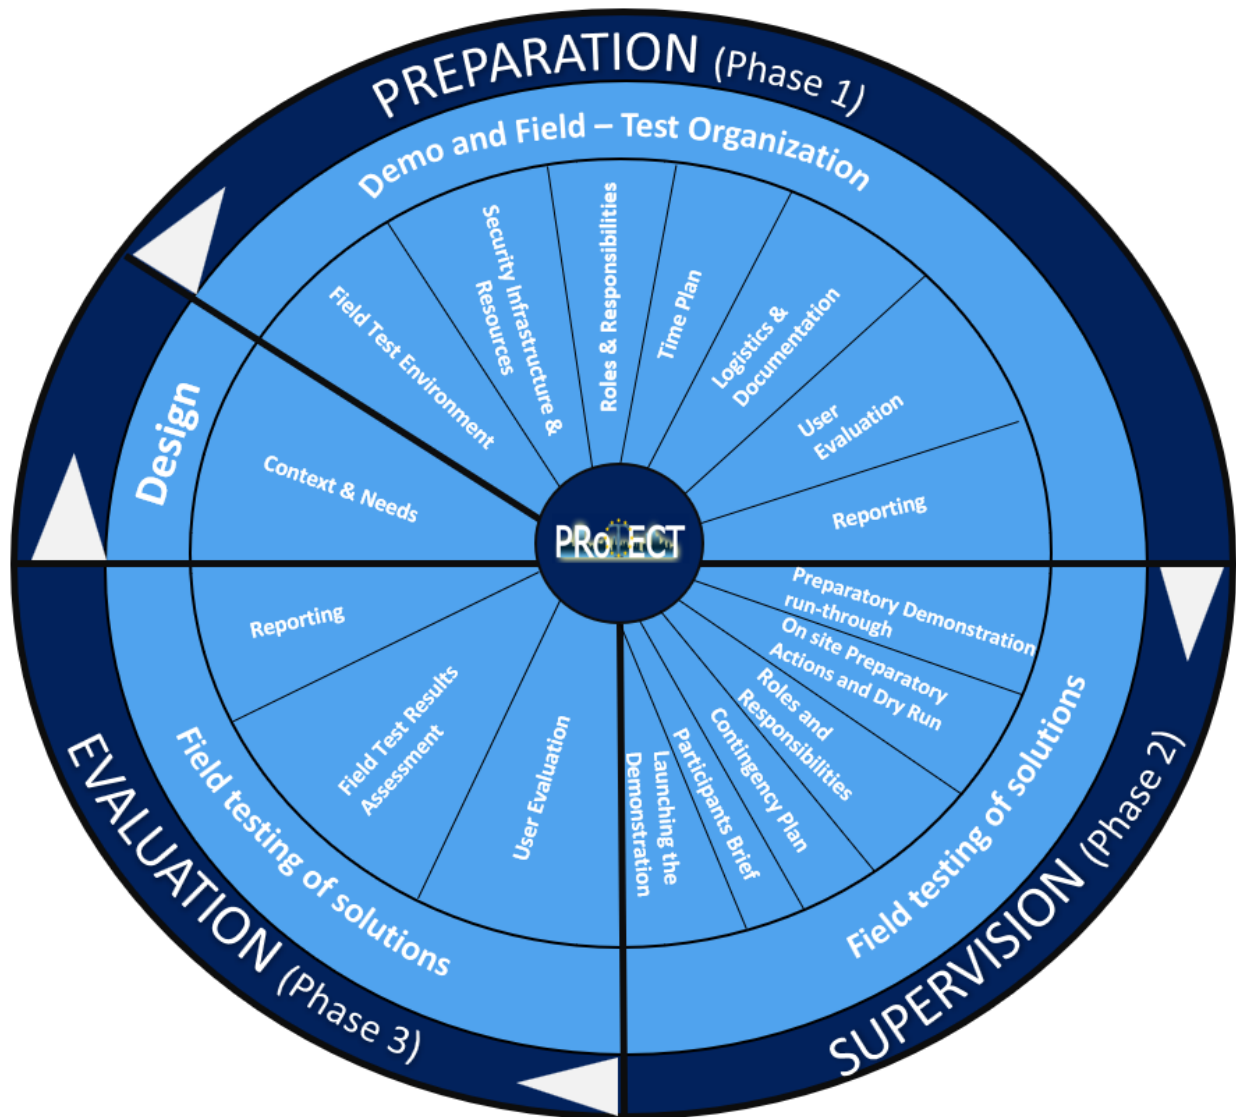 PREPARATION (Phase 1)
Demo and Field – Test Organization
Design
Context & Needs
Field Test Environment
Security Infrastructure &
Resources
Roles & Responsibilities
Time Plan
Logistics &
Documentation
User
Evaluation
Reporting
PRoTECT
Preparatory Demonstration
run-through
On site Preparatory
Actions and Dry Run
Roles and
Responsibilities
Contingency Plan
Participants Brief
Launching the
Demonstration
Field testing of solutions
SUPERVISION (Phase 2)
User Evaluation
Field Test Results
Assessment
Reporting
Field testing of solutions
EVALUATION (Phase 3)